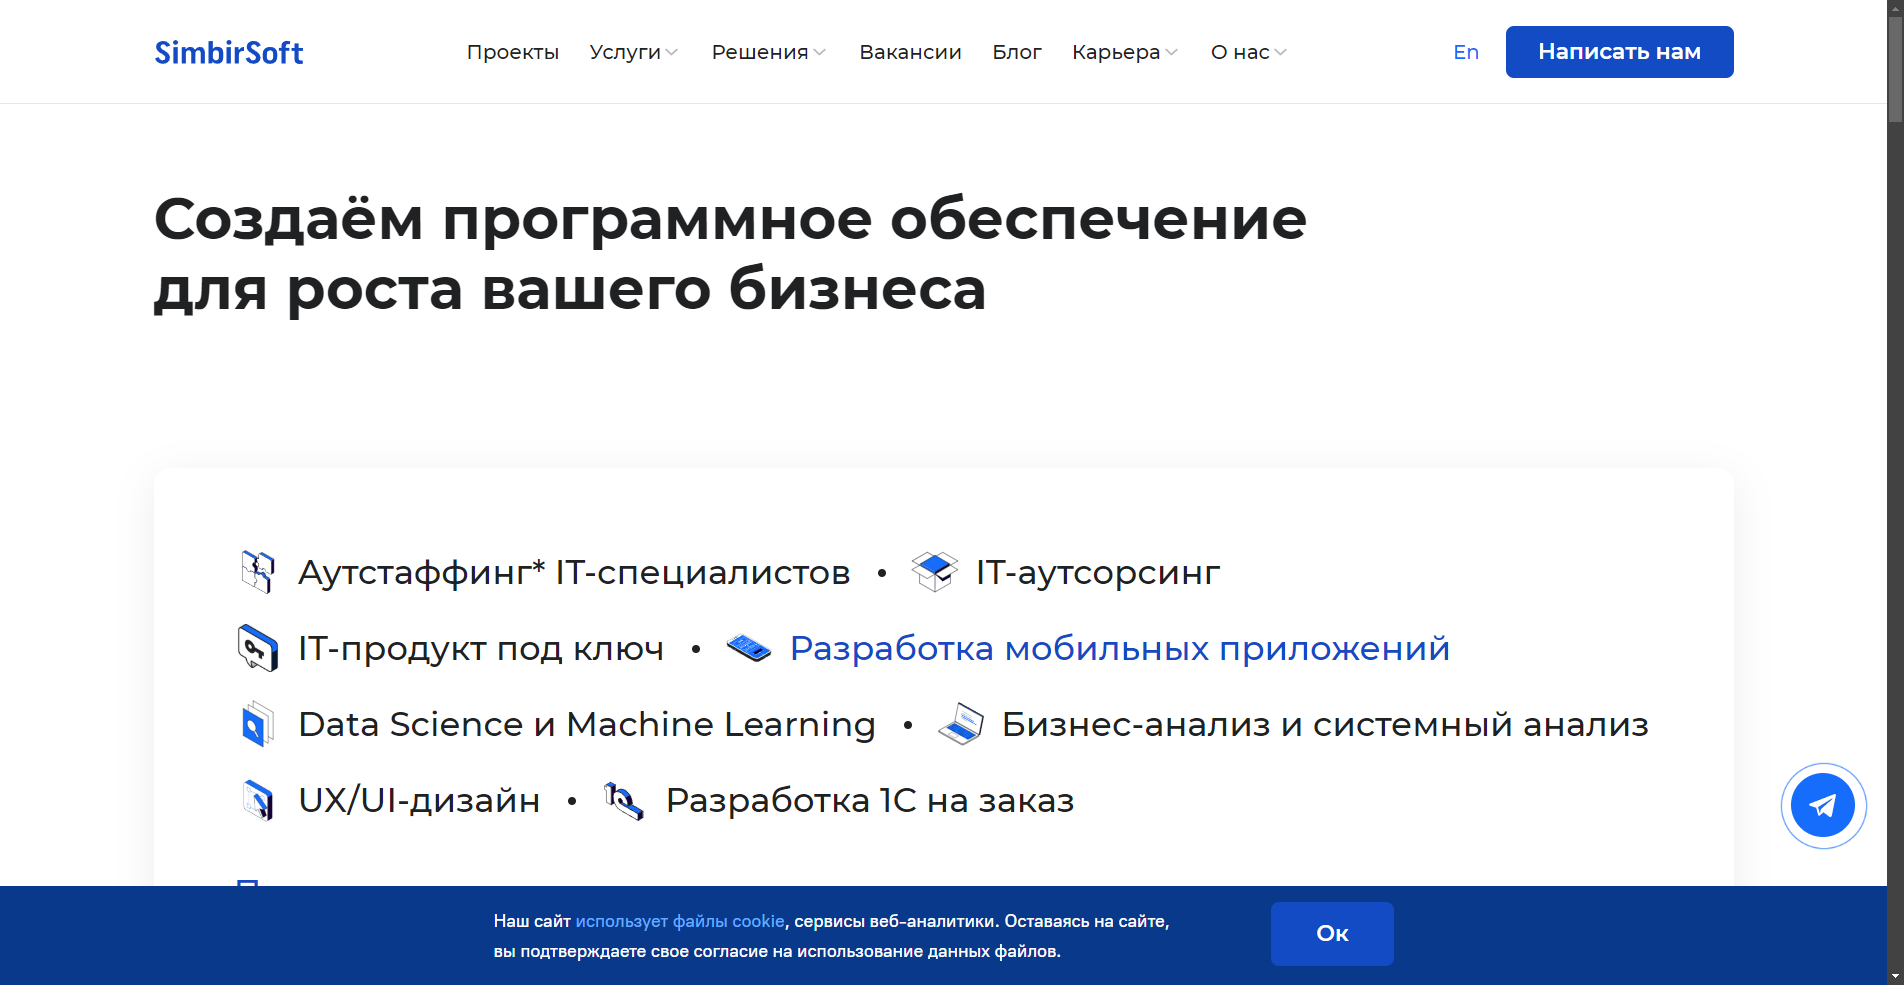 SimbirSoft
Проекты Услуги Решения Вакансии Блог Карьера О нас
En
Написать нам
Создаём программное обеспечение
для роста вашего бизнеса
Аутстаффинг* IT-специалистов • IT-аутсорсинг
IT-продукт под ключ • Разработка мобильных приложений
Data Science и Machine Learning • Бизнес-анализ и системный анализ
UX/UI-дизайн • Разработка 1С на заказ
Наш сайт использует файлы cookie, сервисы веб-аналитики. Оставаясь на сайте,
вы подтверждаете свое согласие на использование данных файлов.
Ок